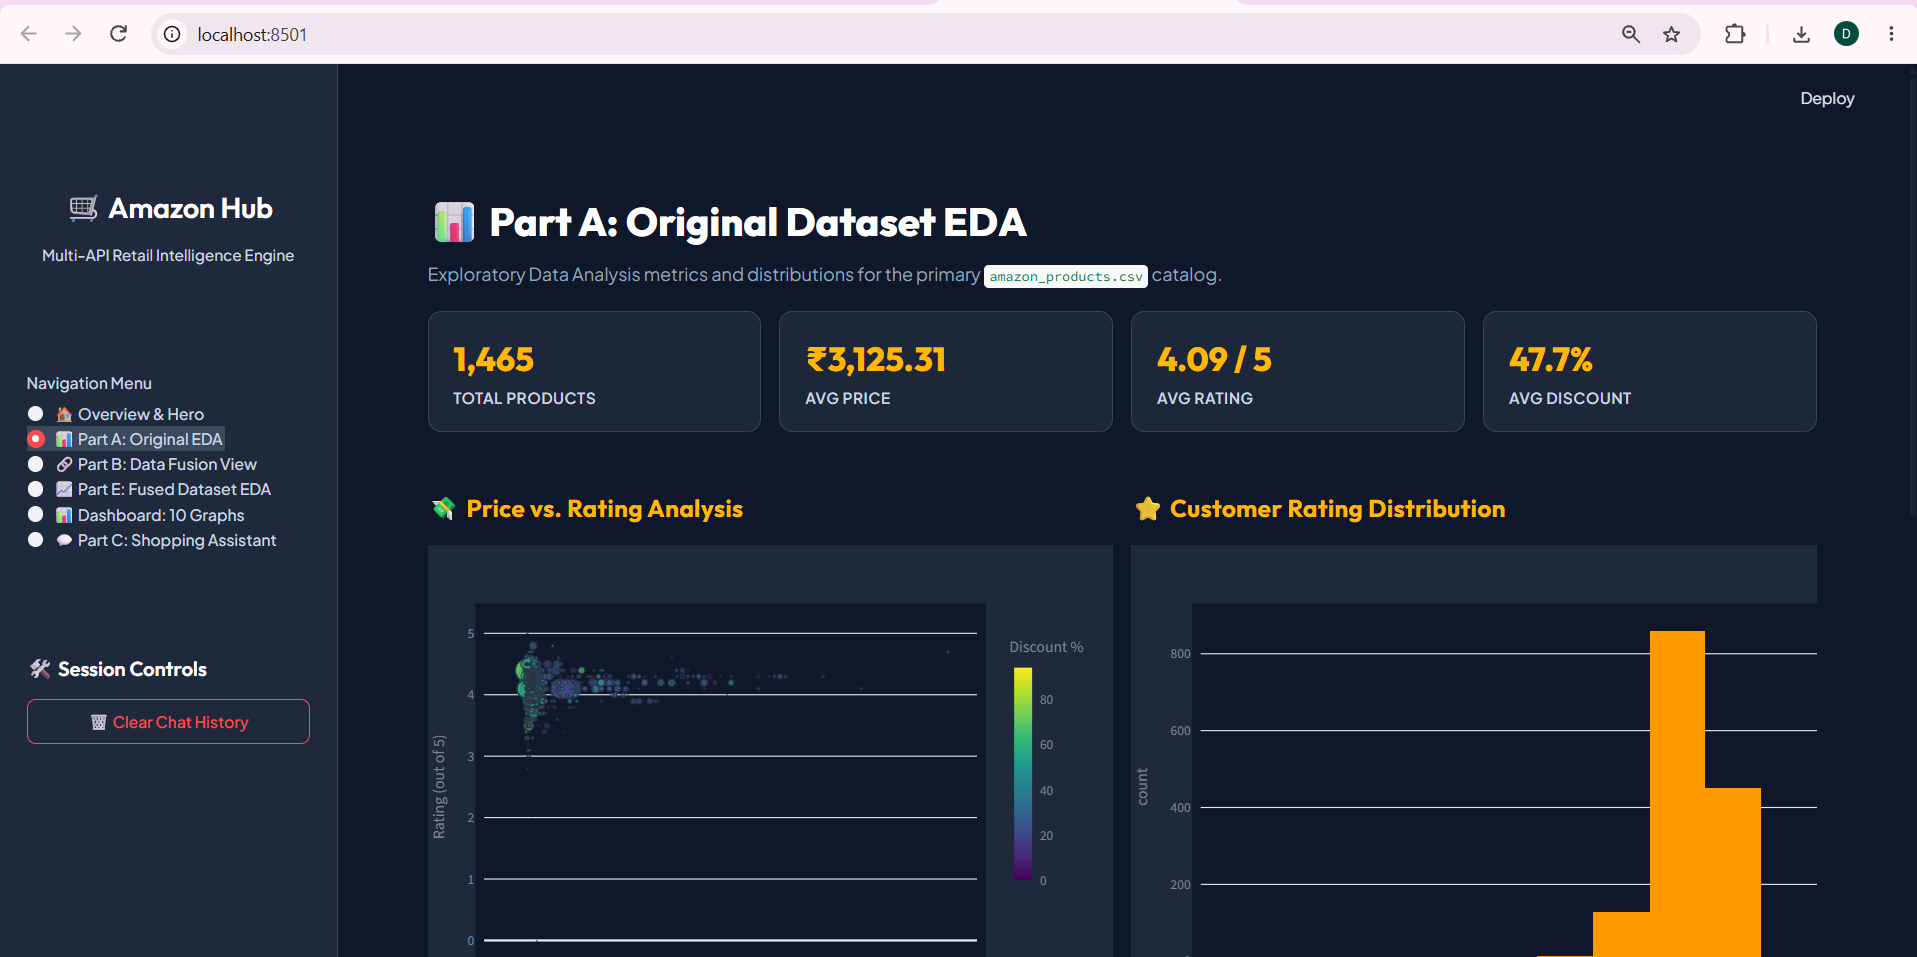 localhost:8501
D
Deploy
Amazon Hub
Multi-API Retail Intelligence Engine
Navigation Menu
Overview & Hero
Part A: Original EDA
Part B: Data Fusion View
Part E: Fused Dataset EDA
Dashboard: 10 Graphs
Part C: Shopping Assistant
Session Controls
Clear Chat History
Part A: Original Dataset EDA
Exploratory Data Analysis metrics and distributions for the primary amazon_products.csv catalog.
1,465
TOTAL PRODUCTS
₹3,125.31
AVG PRICE
4.09 / 5
AVG RATING
47.7%
AVG DISCOUNT
Price vs. Rating Analysis
Rating (out of 5)
5
4
3
2
1
0
Discount %
80
60
40
20
0
Customer Rating Distribution
count
800
600
400
200